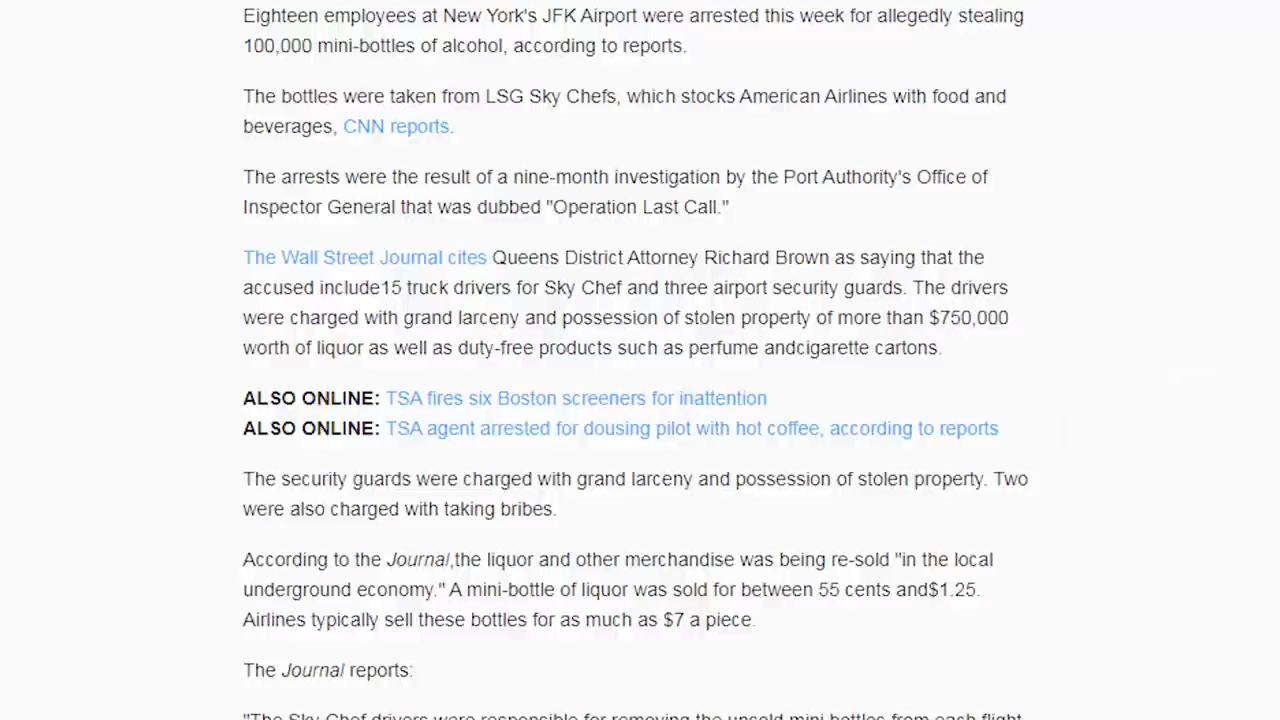 Eighteen employees at New York's JFK Airport were arrested this week for allegedly stealing
100,000 mini-bottles of alcohol, according to reports.
The bottles were taken from LSG Sky Chefs, which stocks American Airlines with food and
beverages, CNN reports.
The arrests were the result of a nine-month investigation by the Port Authority's Office of
Inspector General that was dubbed "Operation Last Call."
The Wall Street Journal cites Queens District Attorney Richard Brown as saying that the
accused include15 truck drivers for Sky Chef and three airport security guards. The drivers
were charged with grand larceny and possession of stolen property of more than $750,000
worth of liquor as well as duty-free products such as perfume andcigarette cartons.
ALSO ONLINE: TSA fires six Boston screeners for inattention
ALSO ONLINE: TSA agent arrested for dousing pilot with hot coffee, according to reports
The security guards were charged with grand larceny and possession of stolen property. Two
were also charged with taking bribes.
According to the Journal,the liquor and other merchandise was being re-sold "in the local
underground economy." A mini-bottle of liquor was sold for between 55 cents and$1.25.
Airlines typically sell these bottles for as much as $7 a piece.
The Journal reports:
"The Sky Chef drivers were responsible for removing the unsold mini bottles from each flight